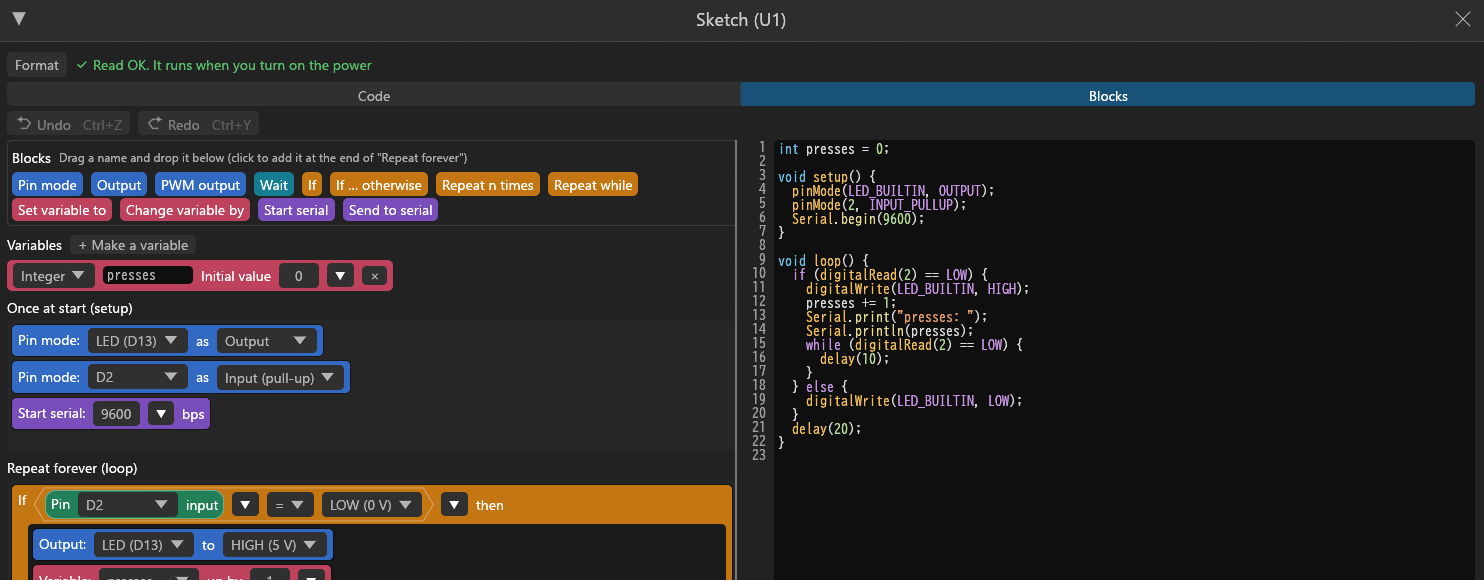 Sketch (U1)
Format ✓ Read OK. It runs when you turn on the power
Code Blocks
Undo Ctrl+Z Redo Ctrl+Y
Blocks Drag a name and drop it below (click to add it at the end of "Repeat forever")
Pin mode Output PWM output Wait If If ... otherwise Repeat n times Repeat while
Set variable to Change variable by Start serial Send to serial
Variables + Make a variable
Integer presses Initial value 0 ×
Once at start (setup)
Pin mode: LED (D13) as Output
Pin mode: D2 as Input (pull-up)
Start serial: 9600 bps
Repeat forever (loop)
If Pin D2 input = LOW (0 V) then
Output: LED (D13) to HIGH (5 V)
Variable: presses up by 1
1 int presses = 0;
2
3 void setup() {
4 pinMode(LED_BUILTIN, OUTPUT);
5 pinMode(2, INPUT_PULLUP);
6 Serial.begin(9600);
7 }
8
9 void loop() {
10 if (digitalRead(2) == LOW) {
11 digitalWrite(LED_BUILTIN, HIGH);
12 presses += 1;
13 Serial.print("presses: ");
14 Serial.println(presses);
15 while (digitalRead(2) == LOW) {
16 delay(10);
17 }
18 } else {
19 digitalWrite(LED_BUILTIN, LOW);
20 }
21 delay(20);
22 }
23